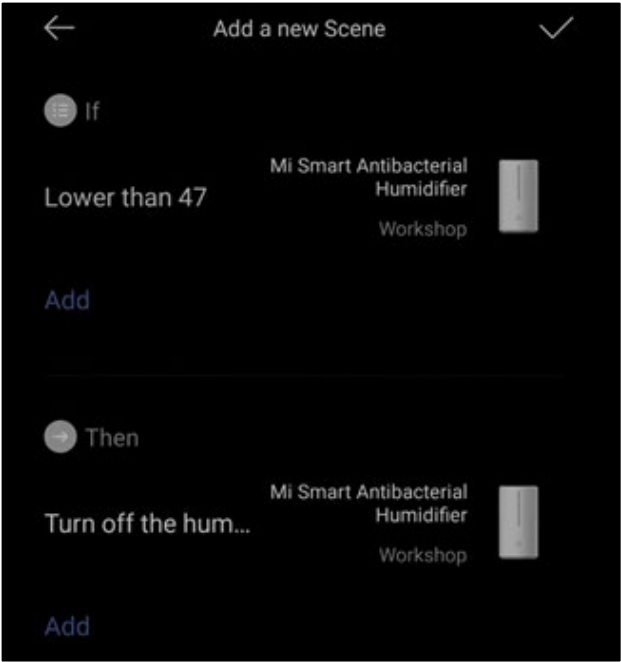 Add a new Scene
If
Mi Smart Antibacterial
Humidifier
Lower than 47
Workshop
Add
Then
Mi Smart Antibacterial
Humidifier
Turn off the hum...
Workshop
Add